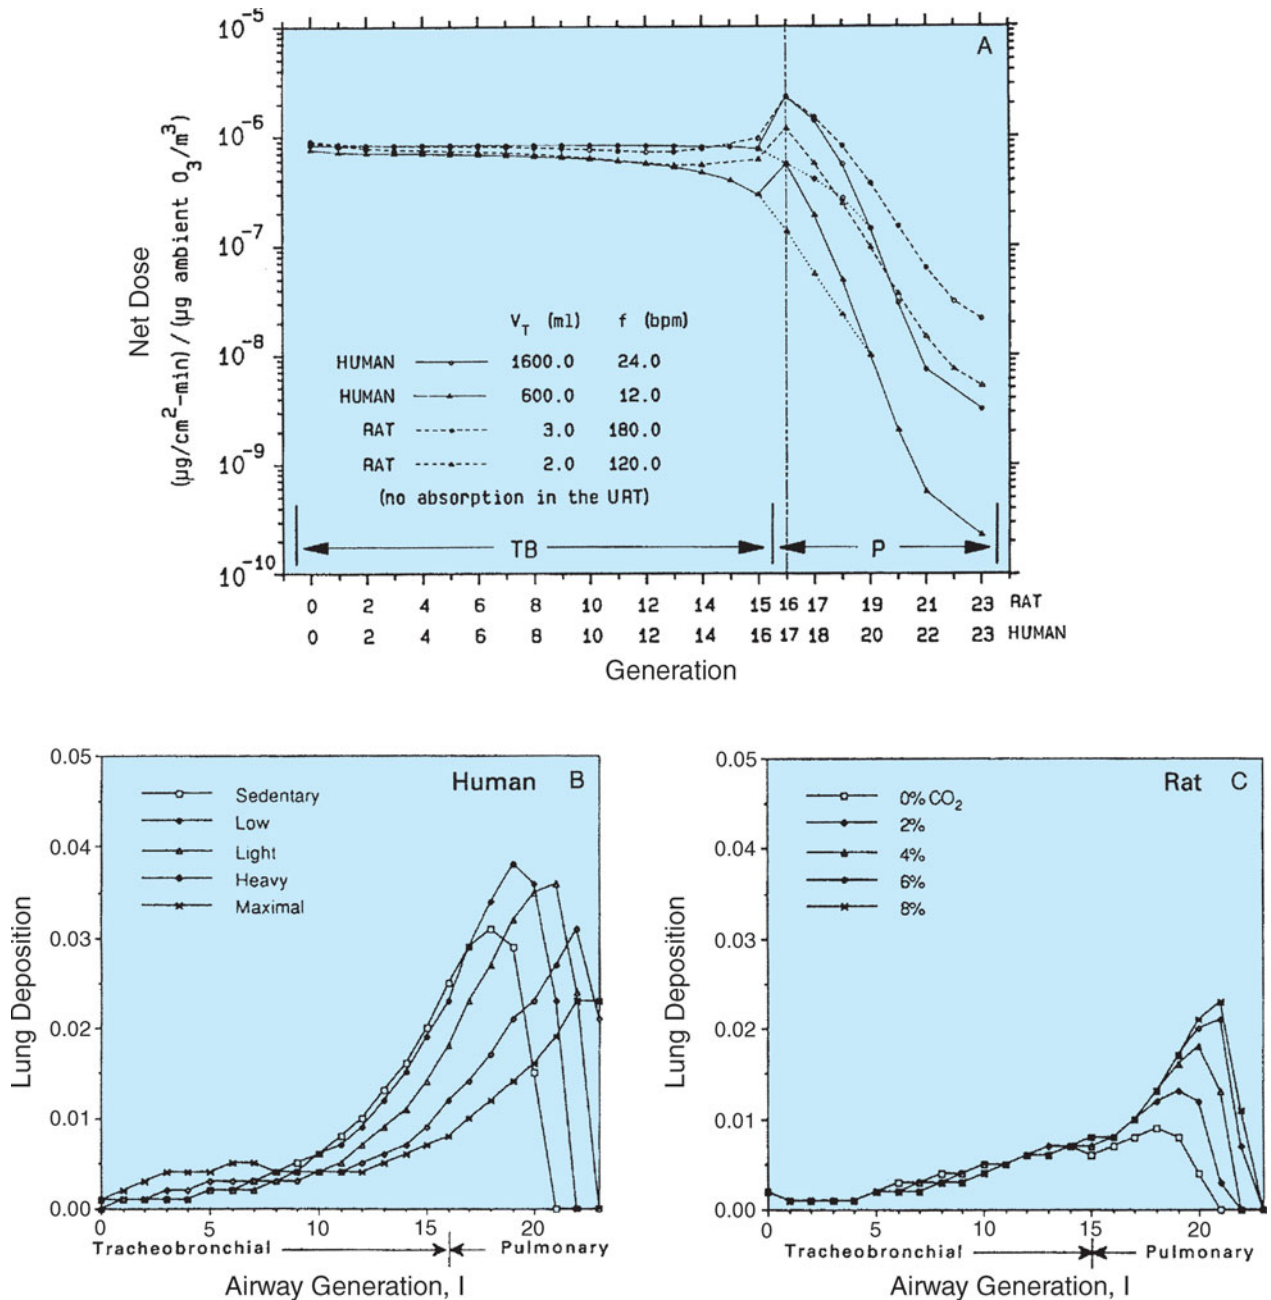 10-5
A
10-6
10-7
10-8
10-9
10-10
Net Dose
(µg/cm2-min)/(µg ambient O3/m3)
VT (ml) f (bpm)
HUMAN 1600.0 24.0
HUMAN 600.0 12.0
RAT 3.0 180.0
RAT 2.0 120.0
(no absorption in the URT)
TB P
0 2 4 6 8 10 12 14 15 16 17 19 21 23 RAT
0 2 4 6 8 10 12 14 16 17 18 20 22 23 HUMAN
Generation
Human B
Sedentary
Low
Light
Heavy
Maximal
0.05
0.04
0.03
0.02
0.01
0.00
Lung Deposition
0 5 10 15 20
Tracheobronchial Pulmonary
Airway Generation, I
Rat C
0% CO2
2%
4%
6%
8%
0.05
0.04
0.03
0.02
0.01
0.00
Lung Deposition
0 5 10 15 20
Tracheobronchial Pulmonary
Airway Generation, I